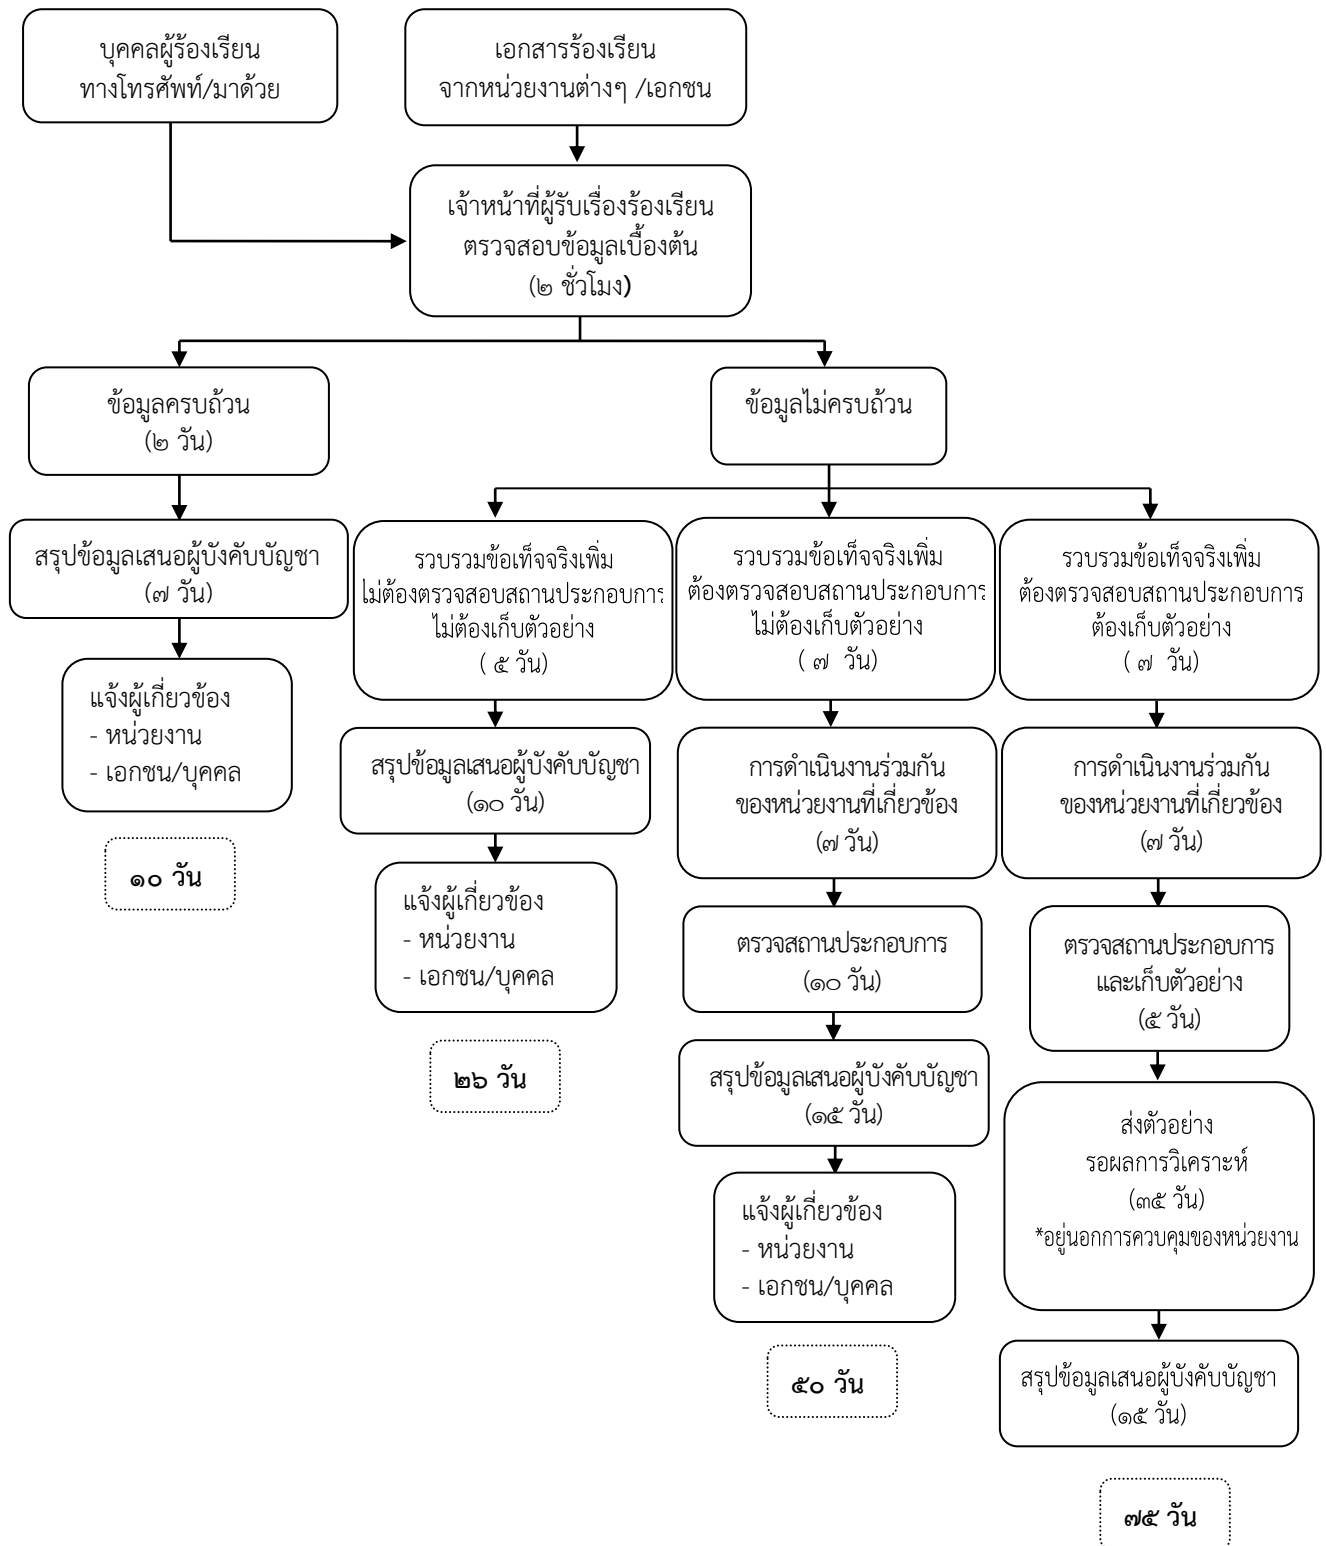 บุคคลผู้ร้องเรียน
ทางโทรศัพท์/มาด้วย
เอกสารร้องเรียน
จากหน่วยงานต่างๆ /เอกชน
เจ้าหน้าที่ผู้รับเรื่องร้องเรียน
ตรวจสอบข้อมูลเบื้องต้น
(๒ ชั่วโมง)
ข้อมูลครบถ้วน
(๒ วัน)
ข้อมูลไม่ครบถ้วน
สรุปข้อมูลเสนอผู้บังคับบัญชา
(๗ วัน)
แจ้งผู้เกี่ยวข้อง
- หน่วยงาน
- เอกชน/บุคคล
๑๐ วัน
รวบรวมข้อเท็จจริงเพิ่ม
ไม่ต้องตรวจสอบสถานประกอบการ
ไม่ต้องเก็บตัวอย่าง
( ๕ วัน)
สรุปข้อมูลเสนอผู้บังคับบัญชา
(๑๐ วัน)
แจ้งผู้เกี่ยวข้อง
- หน่วยงาน
- เอกชน/บุคคล
๒๖ วัน
รวบรวมข้อเท็จจริงเพิ่ม
ต้องตรวจสอบสถานประกอบการ
ไม่ต้องเก็บตัวอย่าง
( ๗ วัน)
การดำเนินงานร่วมกัน
ของหน่วยงานที่เกี่ยวข้อง
(๗ วัน)
ตรวจสถานประกอบการ
(๑๐ วัน)
สรุปข้อมูลเสนอผู้บังคับบัญชา
(๑๕ วัน)
แจ้งผู้เกี่ยวข้อง
- หน่วยงาน
- เอกชน/บุคคล
๕๐ วัน
รวบรวมข้อเท็จจริงเพิ่ม
ต้องตรวจสอบสถานประกอบการ
ต้องเก็บตัวอย่าง
( ๗ วัน)
การดำเนินงานร่วมกัน
ของหน่วยงานที่เกี่ยวข้อง
(๗ วัน)
ตรวจสถานประกอบการ
และเก็บตัวอย่าง
(๕ วัน)
ส่งตัวอย่าง
รอผลการวิเคราะห์
(๓๕ วัน)
*อยู่นอกการควบคุมของหน่วยงาน
สรุปข้อมูลเสนอผู้บังคับบัญชา
(๑๕ วัน)
๗๕ วัน